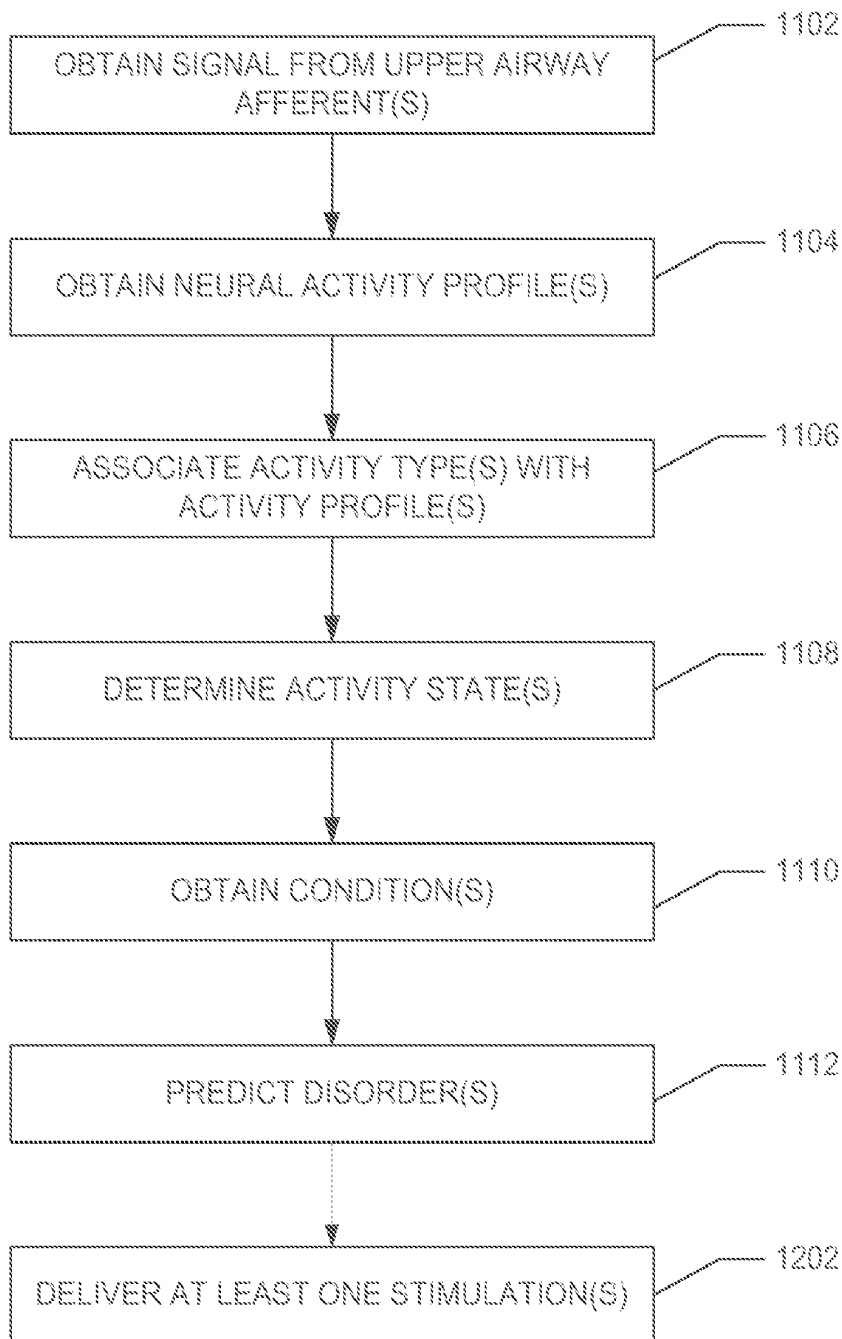 1102
OBTAIN SIGNAL FROM UPPER AIRWAY
AFFERENT(S)
1104
OBTAIN NEURAL ACTIVITY PROFILE(S)
1106
ASSOCIATE ACTIVITY TYPE(S) WITH
ACTIVITY PROFILE(S)
1108
DETERMINE ACTIVITY STATE(S)
1110
OBTAIN CONDITION(S)
1112
PREDICT DISORDER(S)
1202
DELIVER AT LEAST ONE STIMULATION(S)